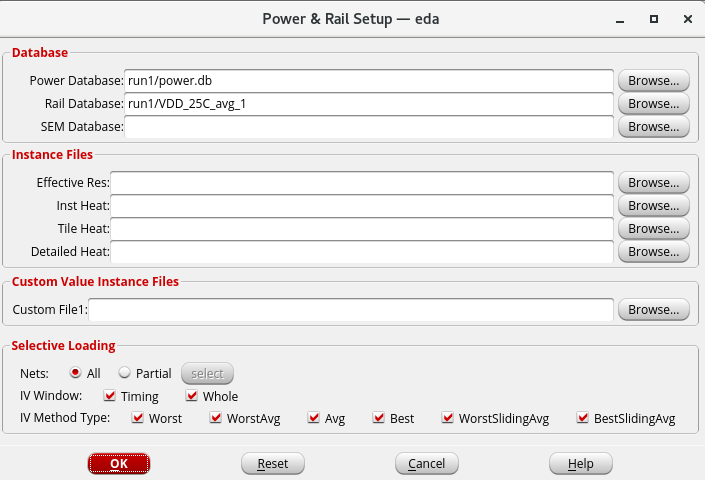 Power & Rail Setup — eda
Database
Power Database: run1/power.db Browse...
Rail Database: run1/VDD_25C_avg_1 Browse...
SEM Database: Browse...
Instance Files
Effective Res: Browse...
Inst Heat: Browse...
Tile Heat: Browse...
Detailed Heat: Browse...
Custom Value Instance Files
Custom File1: Browse...
Selective Loading
Nets: All Partial select
IV Window: Timing Whole
IV Method Type: Worst WorstAvg Avg Best WorstSlidingAvg BestSlidingAvg
OK Reset Cancel Help